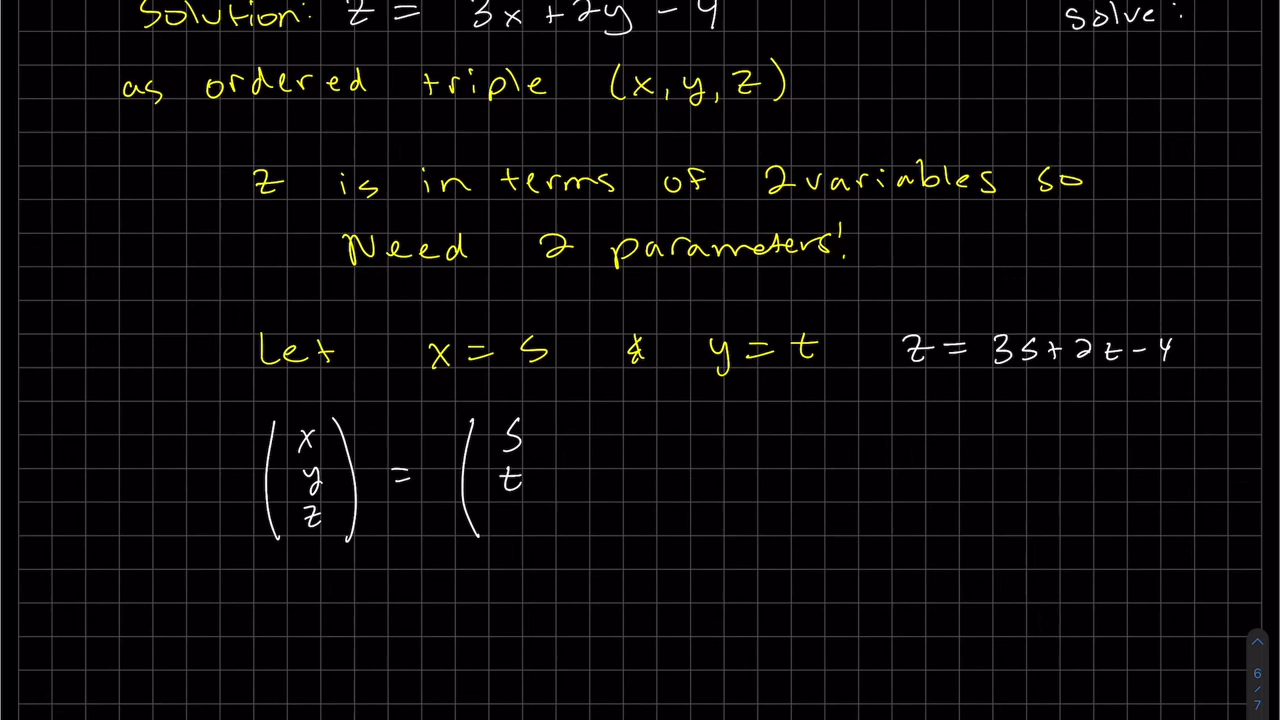 Solution: z = 3x + 2y - 4 solve:
as ordered triple (x, y, z)
z is in terms of 2 variables so
Need 2 parameters!
Let x = s & y = t z = 3s + 2t - 4
( x ) = ( s
y t
z
6
7